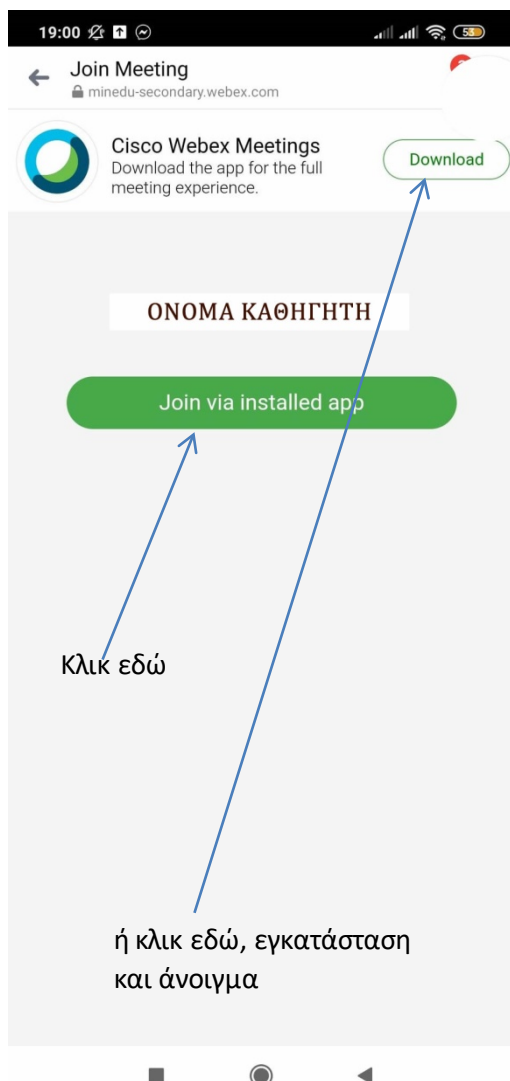 19:00
53
Join Meeting
minedu-secondary.webex.com
Cisco Webex Meetings
Download the app for the full
meeting experience.
Download
ΟΝΟΜΑ ΚΑΘΗΓΗΤΗ
Join via installed app
Κλικ εδώ
ή κλικ εδώ, εγκατάσταση
και άνοιγμα